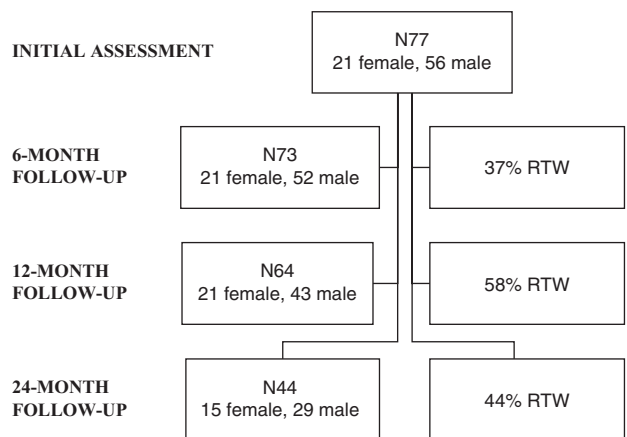 INITIAL ASSESSMENT
N77
21 female, 56 male
6-MONTH
FOLLOW-UP
N73
21 female, 52 male
37% RTW
12-MONTH
FOLLOW-UP
N64
21 female, 43 male
58% RTW
24-MONTH
FOLLOW-UP
N44
15 female, 29 male
44% RTW